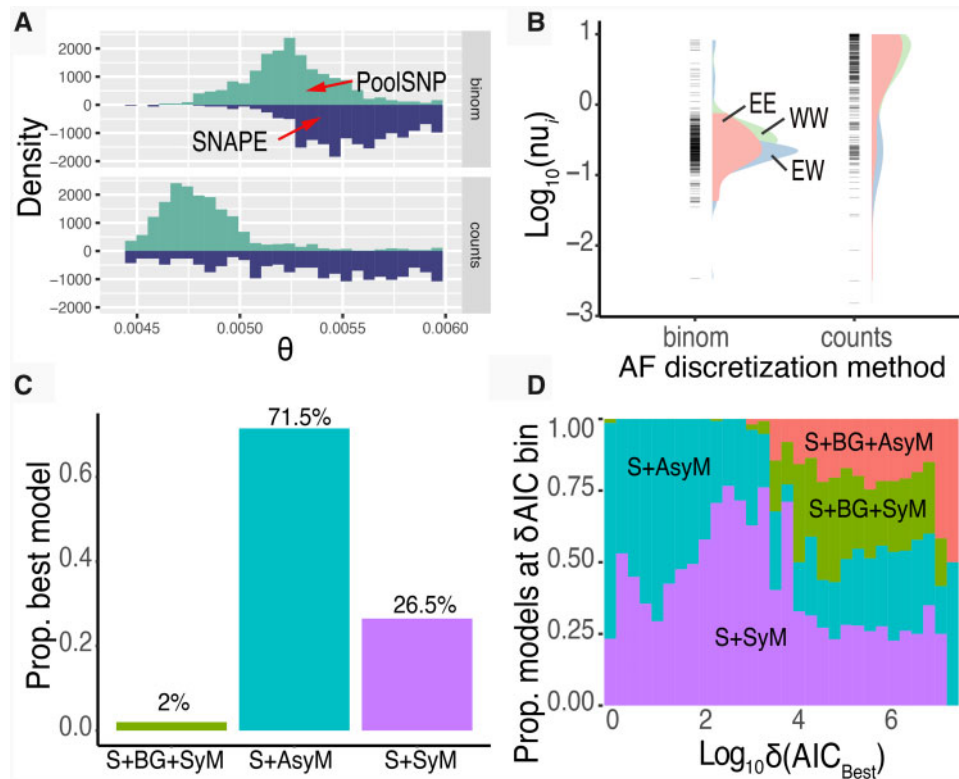 A
2000
1000
0
-1000
-2000
2000
1000
0
-1000
-2000
Density
PoolSNP
SNAPE
binom
counts
0.0045
0.0050
0.0055
0.0060
θ
B
1
0
-1
-2
-3
Log10(nui)
EE
WW
EW
binom
counts
AF discretization method
C
0.6
0.4
0.2
0.0
Prop. best model
2%
71.5%
26.5%
S+BG+SyM
S+AsyM
S+SyM
D
1.00
0.75
0.50
0.25
0.00
Prop. models at δAIC bin
S+AsyM
S+BG+AsyM
S+BG+SyM
S+SyM
0
2
4
6
Log10δ(AICBest)